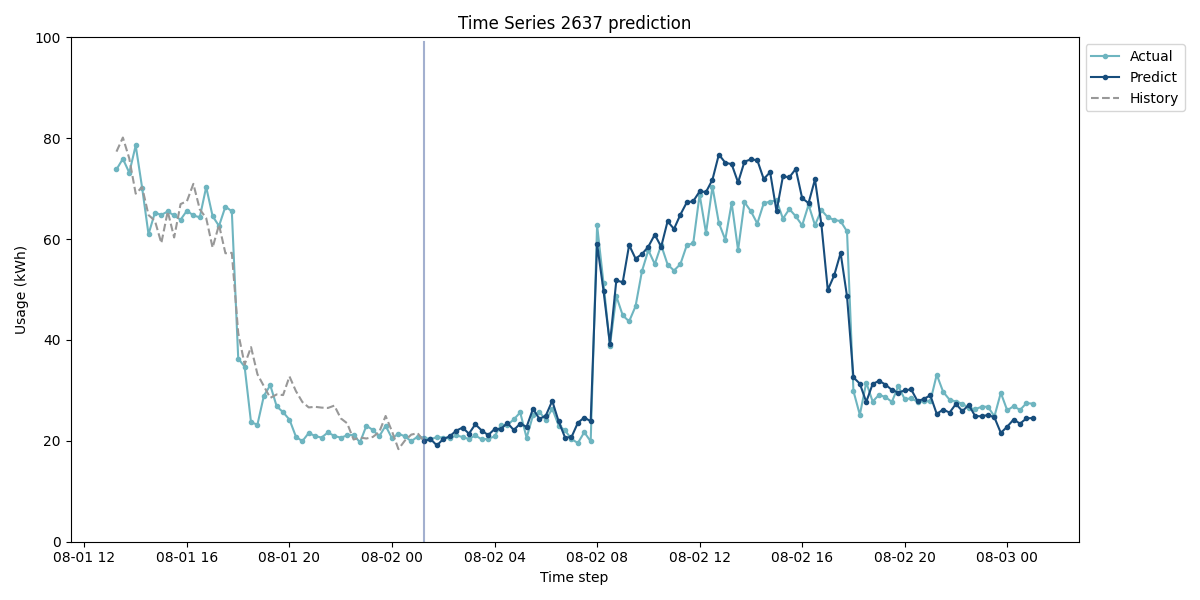 Time Series 2637 prediction
100
80
60
40
20
0
Usage (kWh)
08-01 12
08-01 16
08-01 20
08-02 00
08-02 04
08-02 08
08-02 12
08-02 16
08-02 20
08-03 00
Time step
Actual
Predict
History